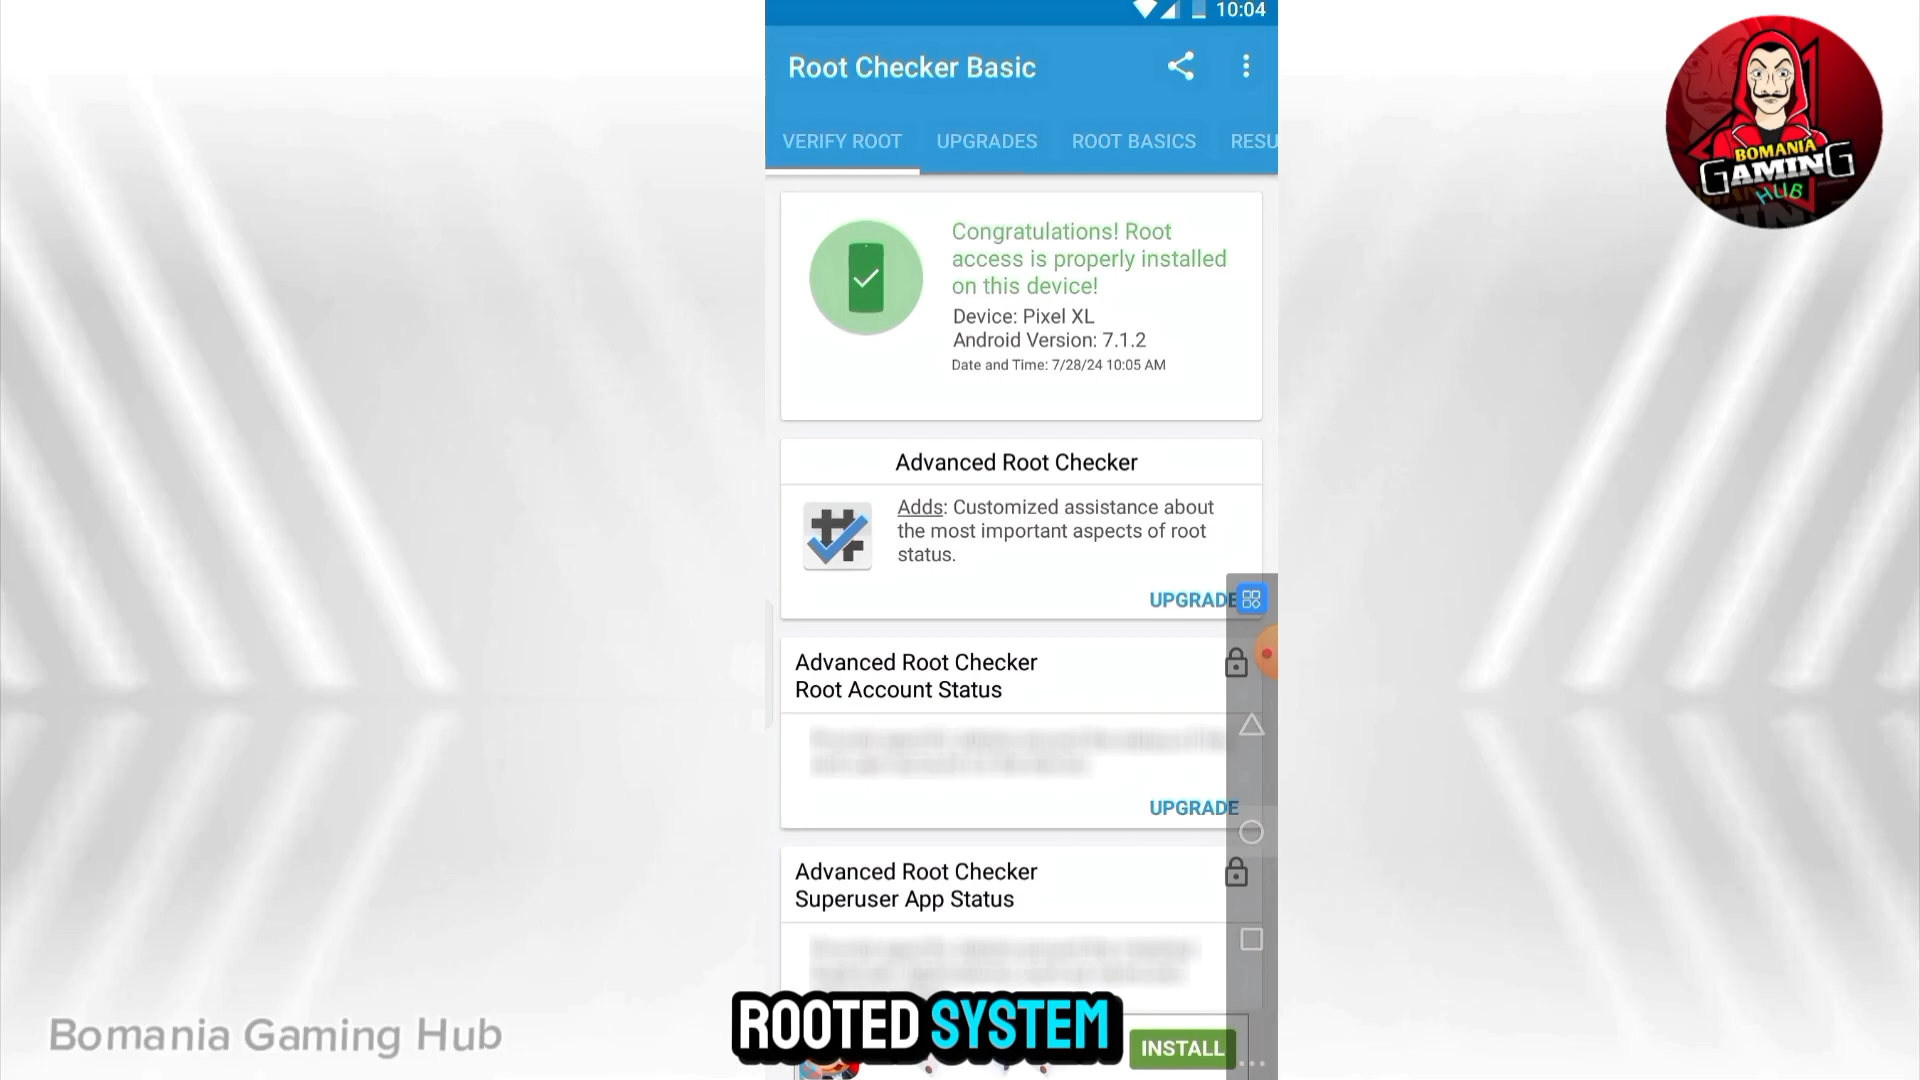 10:04
Root Checker Basic
VERIFY ROOT UPGRADES ROOT BASICS RESU
BOMANIA
GAMING
HUB
Congratulations! Root
access is properly installed
on this device!
Device: Pixel XL
Android Version: 7.1.2
Date and Time: 7/28/24 10:05 AM
Advanced Root Checker
Adds: Customized assistance about
the most important aspects of root
status.
UPGRADE
Advanced Root Checker
Root Account Status
UPGRADE
Advanced Root Checker
Superuser App Status
ROOTED SYSTEM
INSTALL
Bomania Gaming Hub